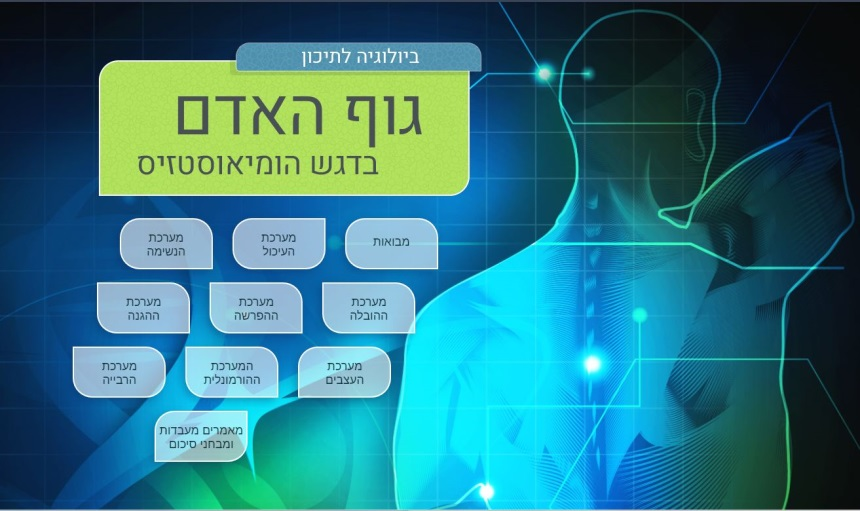 ביולוגיה לתיכון
גוף האדם
בדגש הומיאוסטזיס
מבואות
מערכת
העיכול
מערכת
הנשימה
מערכת
ההובלה
מערכת
ההפרשה
מערכת
ההגנה
מערכת
העצבים
המערכת
ההורמונלית
מערכת
הרבייה
מאמרים מעבדות
ומבחני סיכום